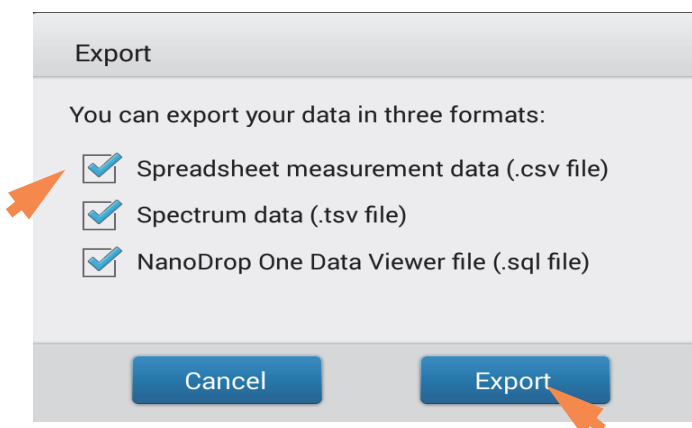 Export
You can export your data in three formats:
Spreadsheet measurement data (.csv file)
Spectrum data (.tsv file)
NanoDrop One Data Viewer file (.sql file)
Cancel
Export